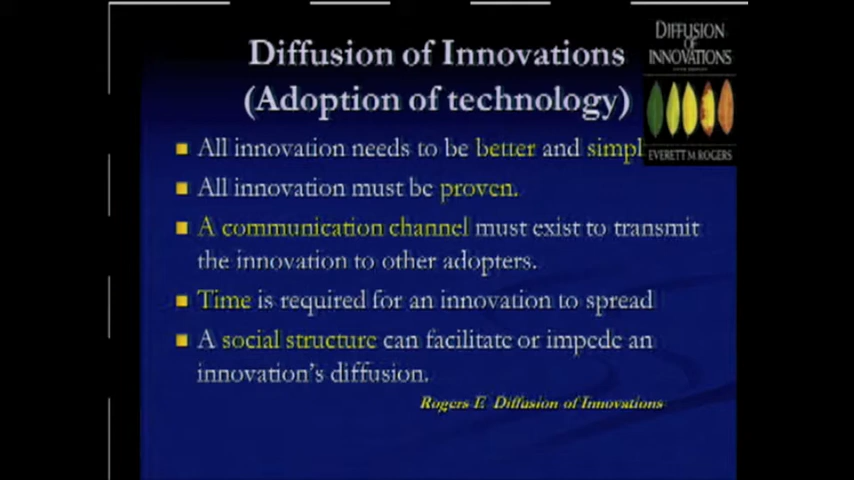 Diffusion of Innovations
(Adoption of technology)
DIFFUSION
OF
INNOVATIONS
EVERETT M. ROGERS
All innovation needs to be better and simpl
All innovation must be proven.
A communication channel must exist to transmit
the innovation to other adopters.
Time is required for an innovation to spread
A social structure can facilitate or impede an
innovation's diffusion.
Rogers E Diffusion of Innovations